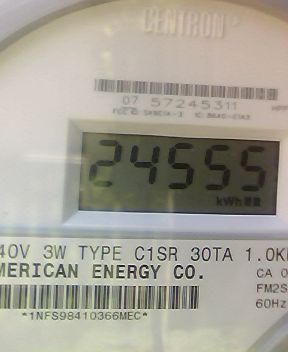 CENTRON
07 57245311
24555
kWh
40V 3W TYPE C1SR 30TA 1.0K
MERICAN ENERGY CO.
CA 0
FM2S
60Hz
*1NFS98410366MEC*